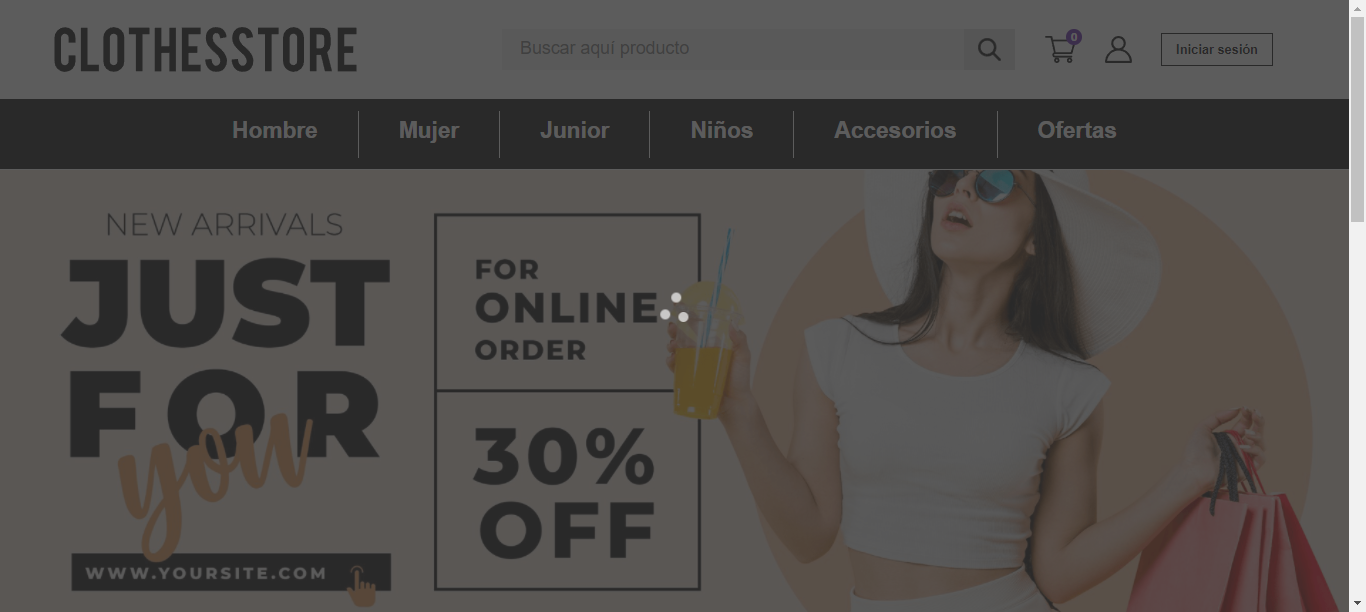 CLOTHESSTORE
Buscar aquí producto
0
Iniciar sesión
Hombre
Mujer
Junior
Niños
Accesorios
Ofertas
NEW ARRIVALS
JUST
FOR
you
WWW.YOURSITE.COM
FOR
ONLINE
ORDER
30%
OFF